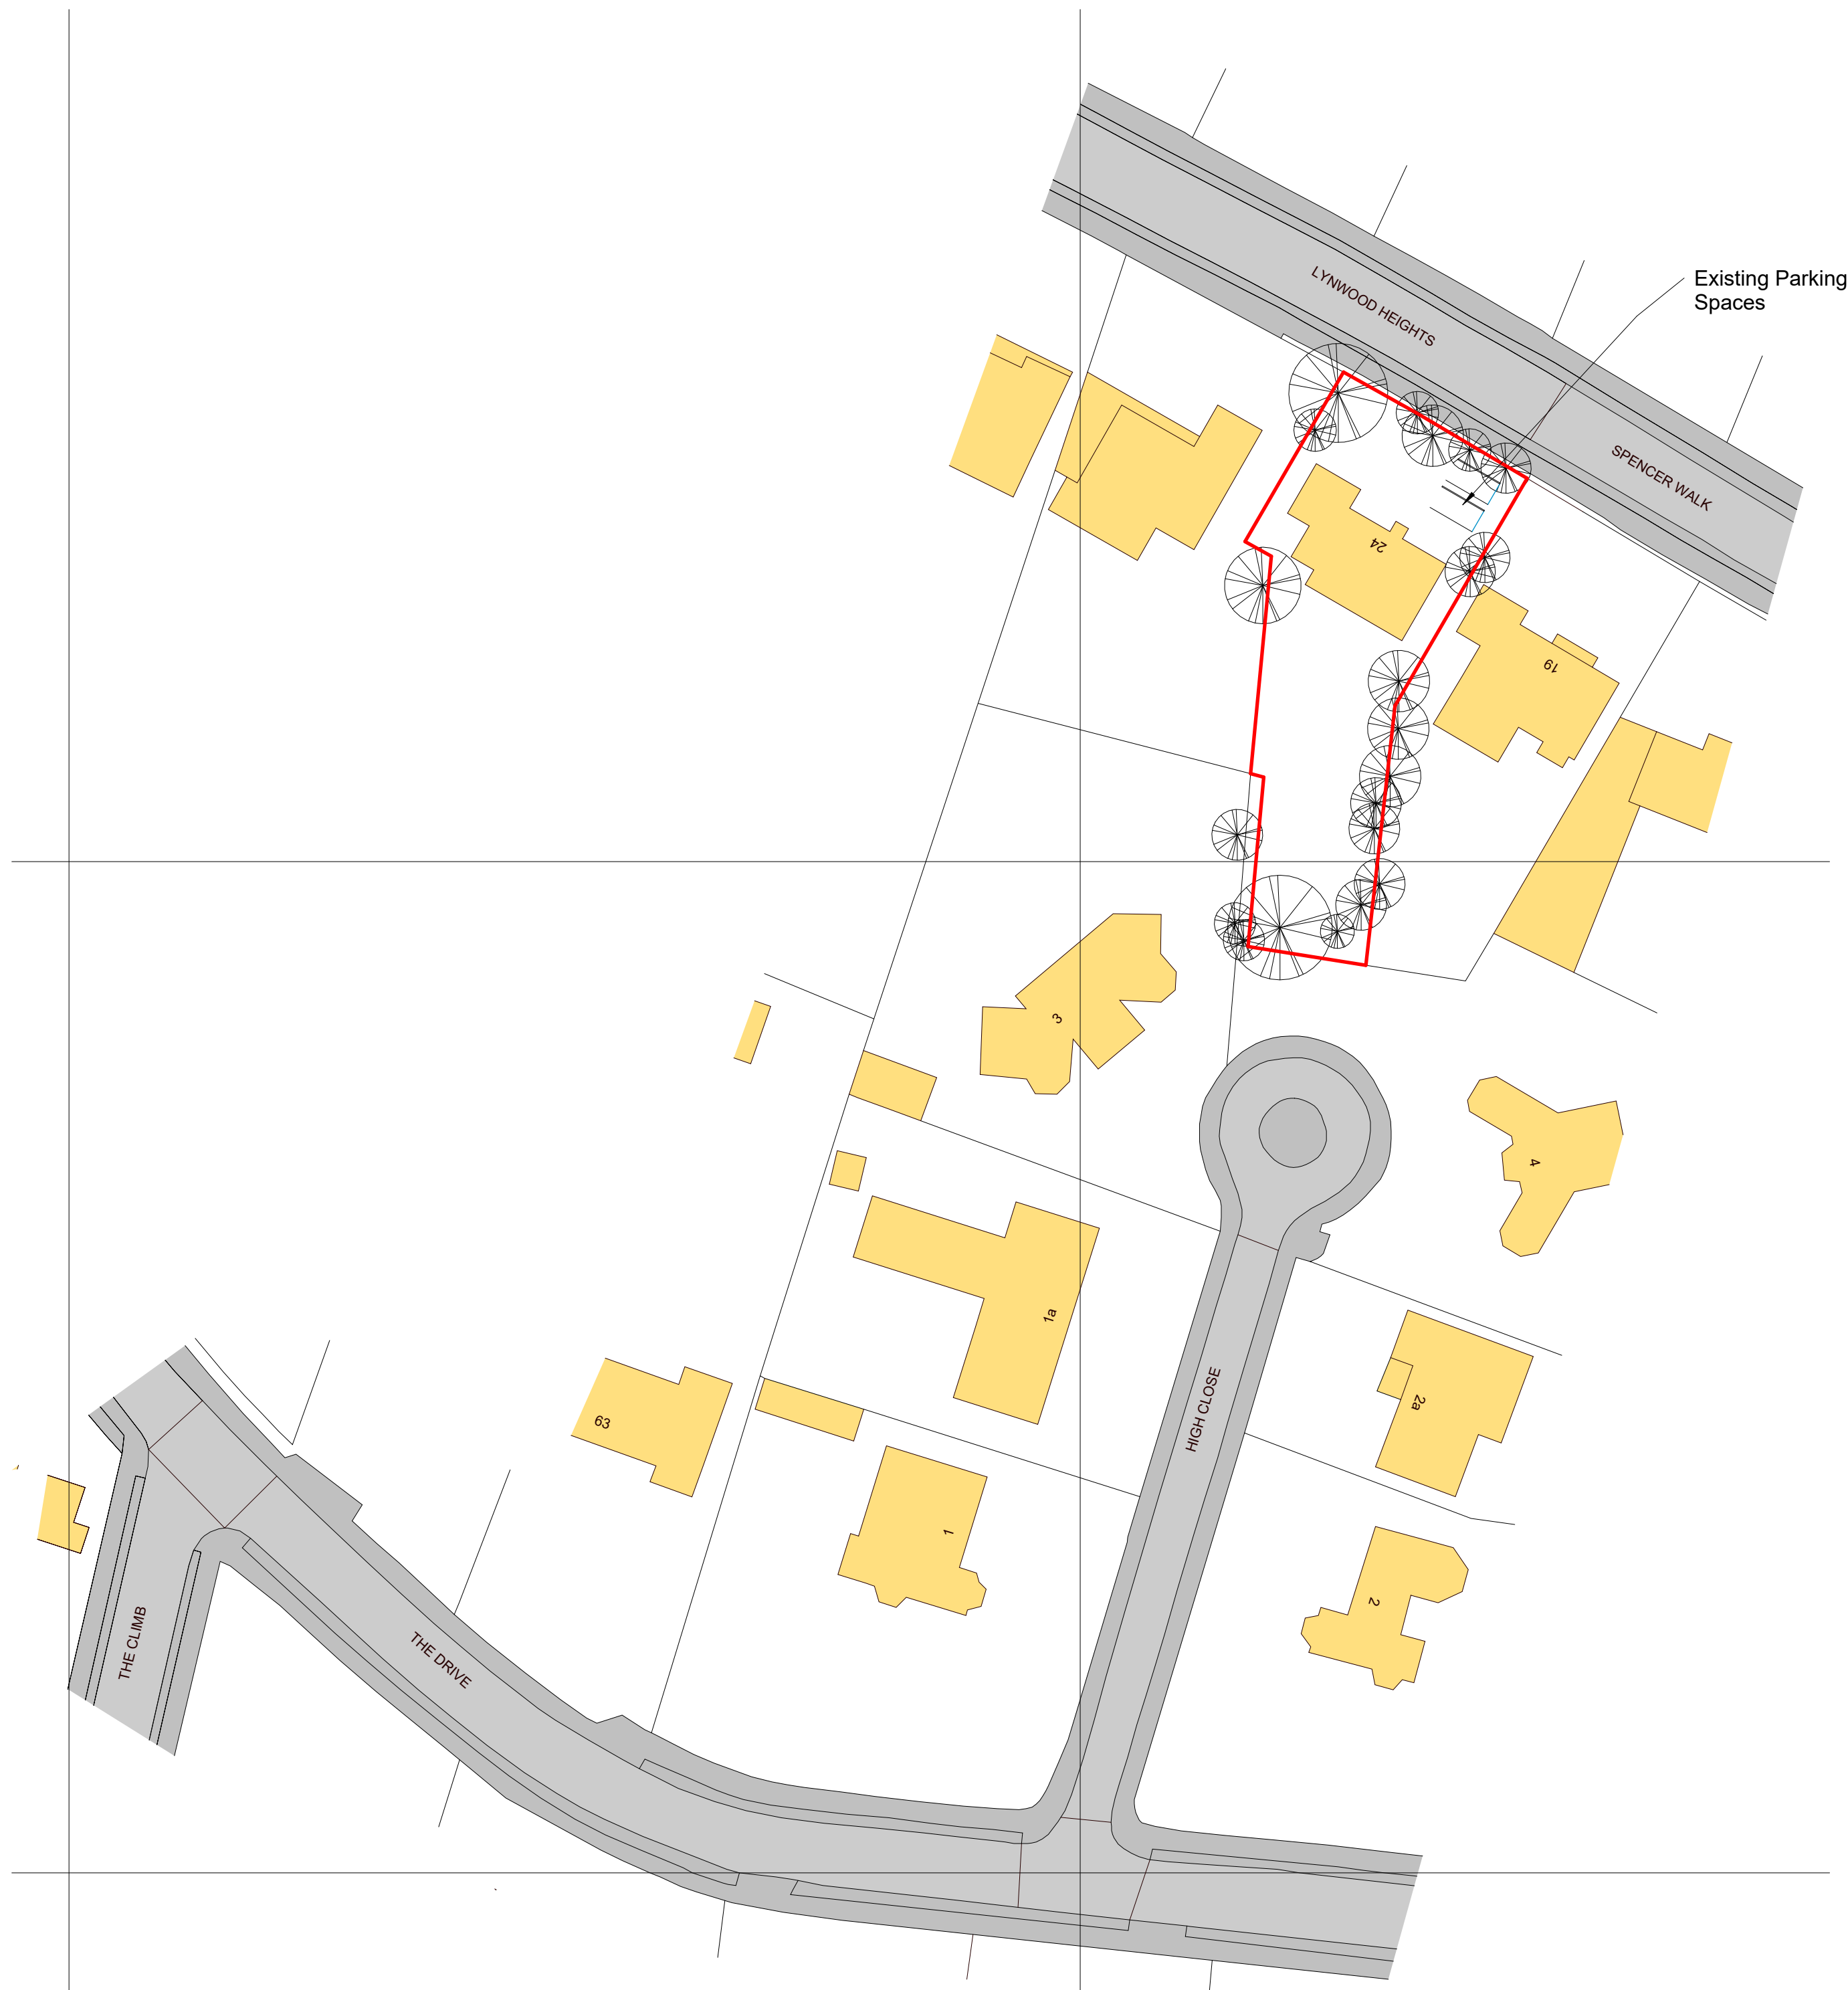 LYNWOOD HEIGHTS
Existing Parking
Spaces
SPENCER WALK
24
19
3
4
1a
HIGH CLOSE
2a
63
1
2
THE CLIMB
THE DRIVE